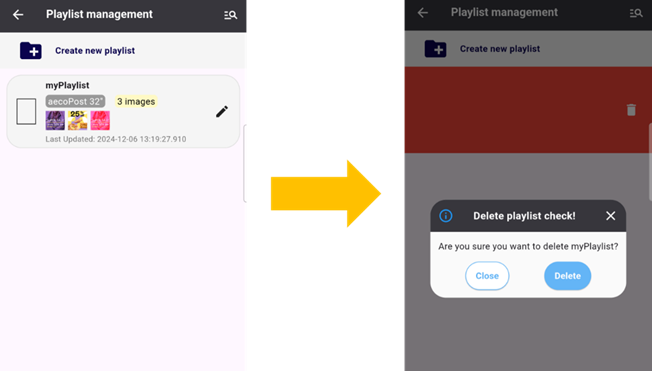 Playlist management
Create new playlist
myPlaylist
aecoPost 32"
3 images
Last Updated: 2024-12-06 13:19:27.910
Playlist management
Create new playlist
Delete playlist check!
Are you sure you want to delete myPlaylist?
Close
Delete